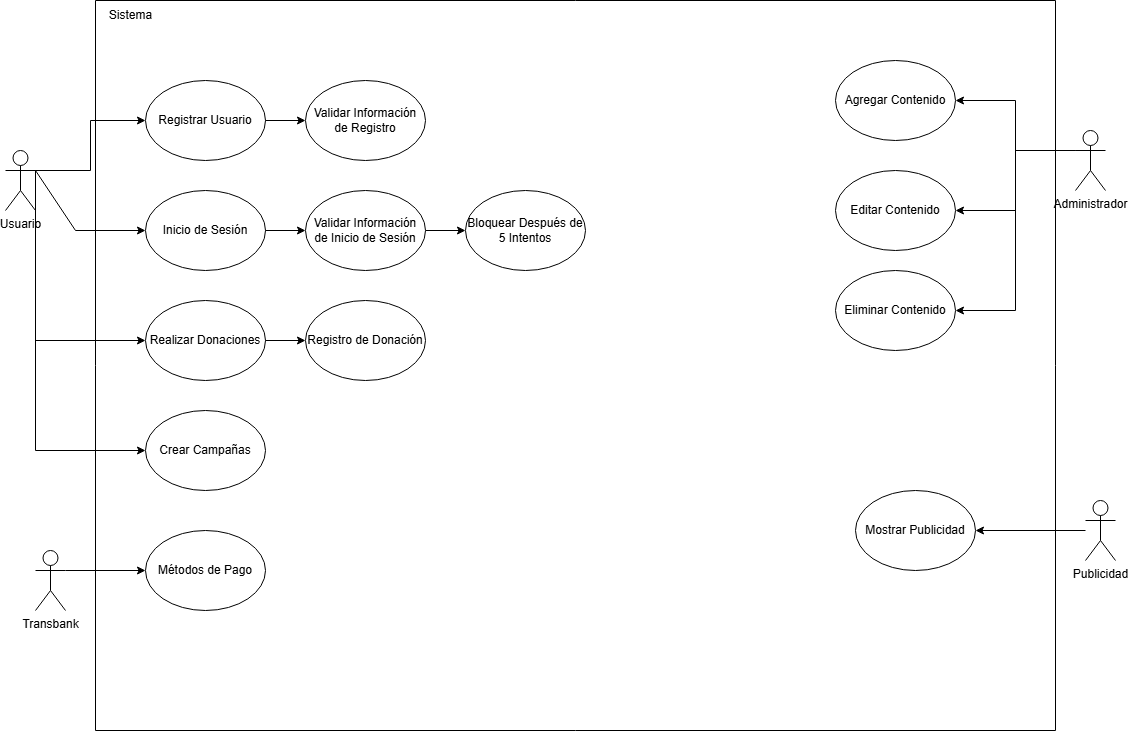 Sistema
Registrar Usuario
Validar Información
de Registro
Agregar Contenido
Usuario
Inicio de Sesión
Validar Información
de Inicio de Sesión
Bloquear Después de
5 Intentos
Editar Contenido
Administrador
Realizar Donaciones
Registro de Donación
Eliminar Contenido
Crear Campañas
Mostrar Publicidad
Publicidad
Métodos de Pago
Transbank